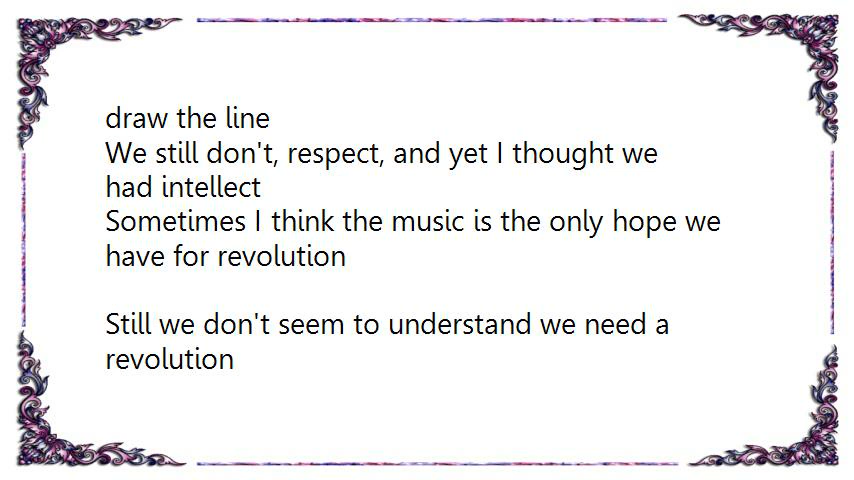 draw the line
We still don't, respect, and yet I thought we
had intellect
Sometimes I think the music is the only hope we
have for revolution
Still we don't seem to understand we need a
revolution